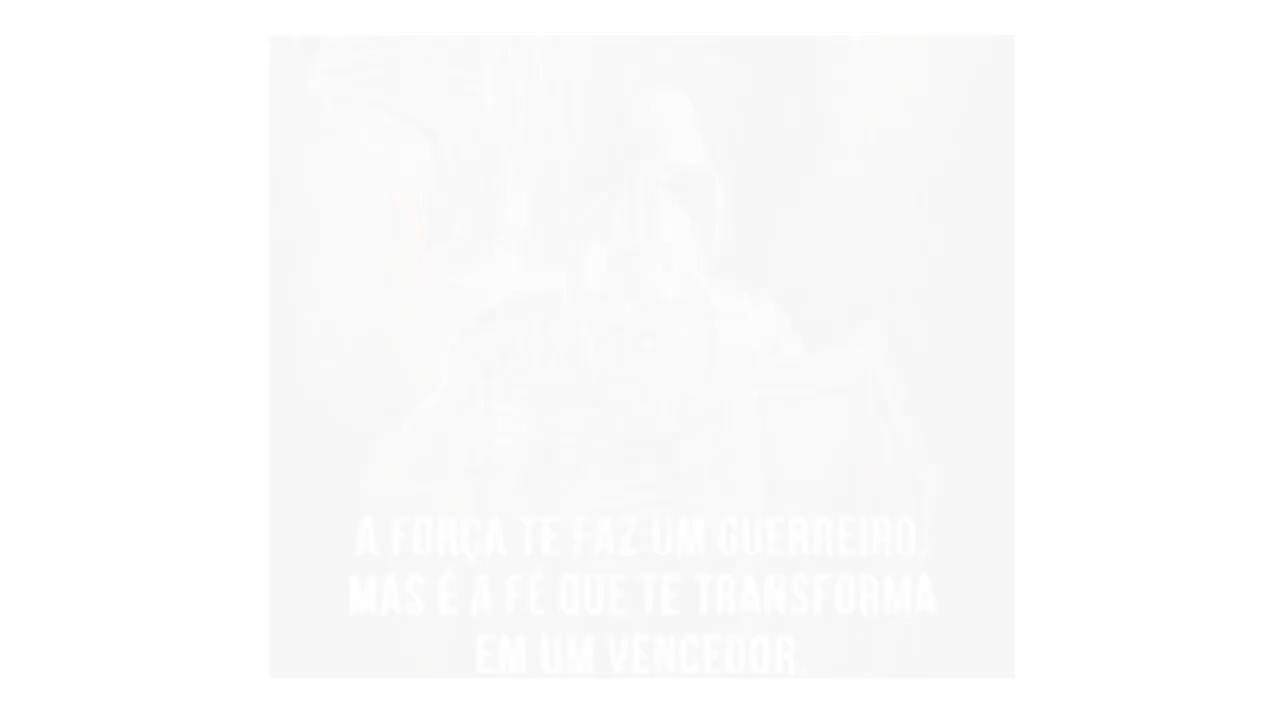 A FORÇA TE FAZ UM GUERREIRO,
MAS É A FÉ QUE TE TRANSFORMA
EM UM VENCEDOR